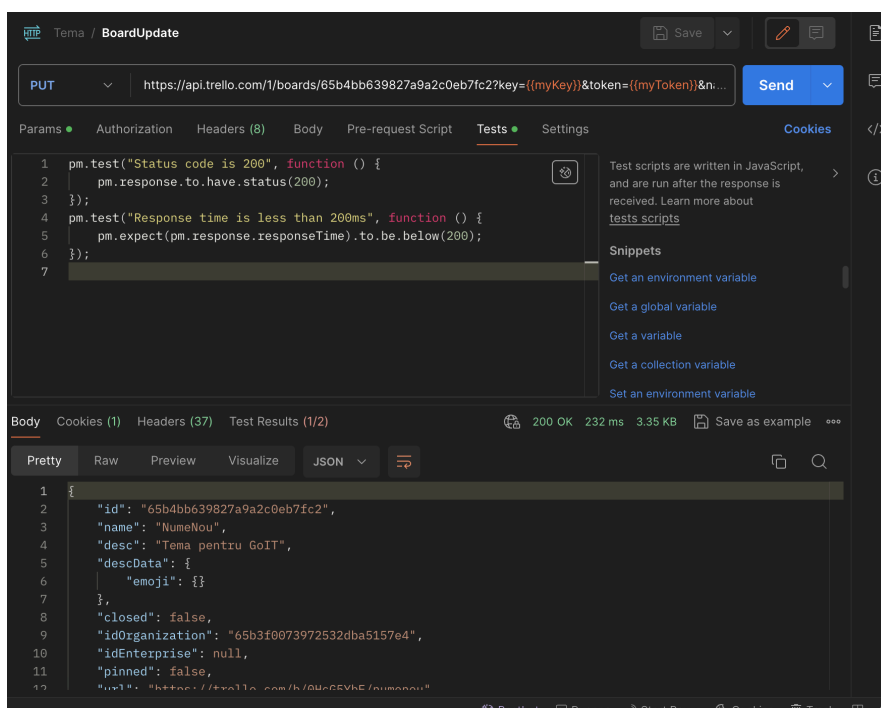 HTTP Tema / BoardUpdate Save
PUT https://api.trello.com/1/boards/65b4bb639827a9a2c0eb7fc2?key={{myKey}}&token={{myToken}}&n... Send
Params Authorization Headers (8) Body Pre-request Script Tests Settings Cookies
1 pm.test("Status code is 200", function () {
2 pm.response.to.have.status(200);
3 });
4 pm.test("Response time is less than 200ms", function () {
5 pm.expect(pm.response.responseTime).to.be.below(200);
6 });
7
Test scripts are written in JavaScript,
and are run after the response is
received. Learn more about
tests scripts
Snippets
Get an environment variable
Get a global variable
Get a variable
Get a collection variable
Set an environment variable
Body Cookies (1) Headers (37) Test Results (1/2) 200 OK 232 ms 3.35 KB Save as example
Pretty Raw Preview Visualize JSON
1 {
2 "id": "65b4bb639827a9a2c0eb7fc2",
3 "name": "NumeNou",
4 "desc": "Tema pentru GoIT",
5 "descData": {
6 "emoji": {}
7 },
8 "closed": false,
9 "idOrganization": "65b3f0073972532dba5157e4",
10 "idEnterprise": null,
11 "pinned": false,
12 "url": "https://trello.com/b/0HcG5YbE/numenou"